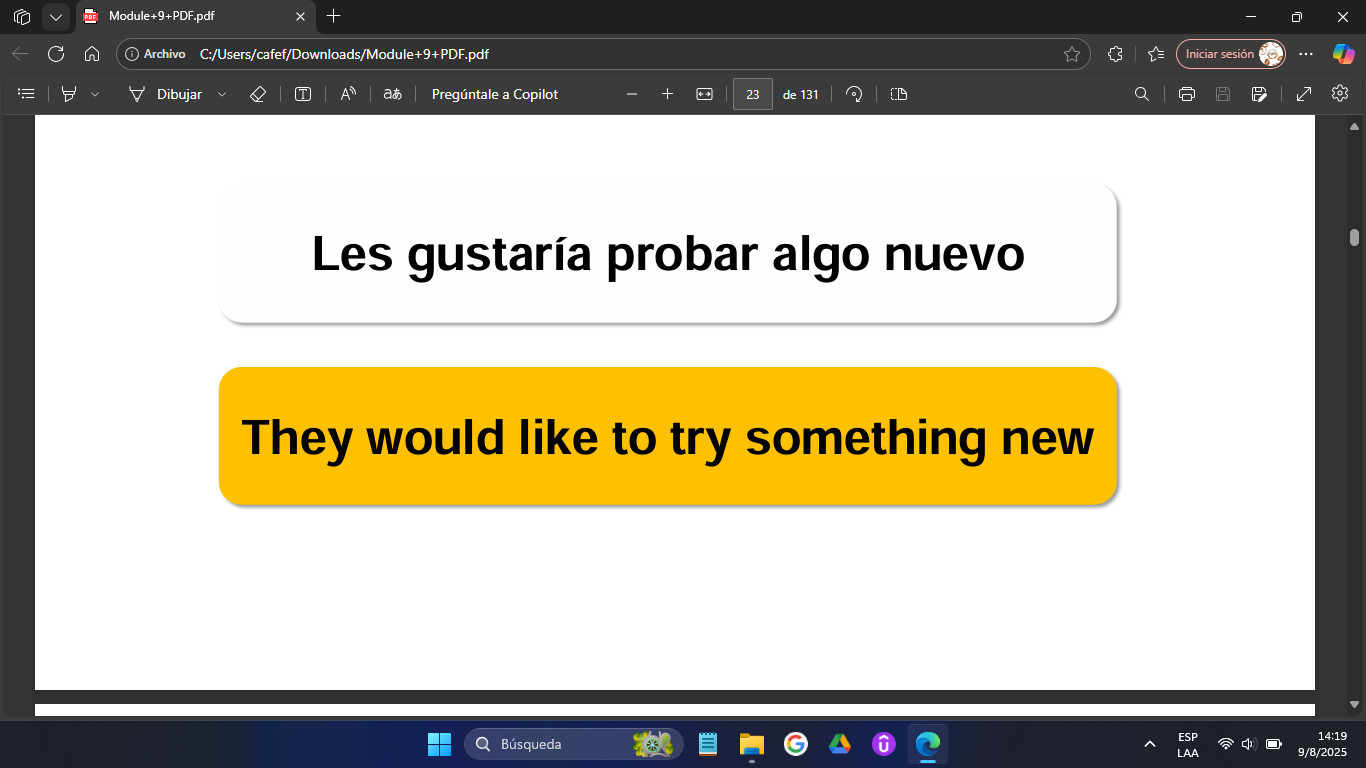 Module+9+PDF.pdf
Archivo C:/Users/cafef/Downloads/Module+9+PDF.pdf Iniciar sesión
Dibujar Pregúntale a Copilot 23 de 131
Les gustaría probar algo nuevo
They would like to try something new
Búsqueda
ESP
LAA
14:19
9/8/2025